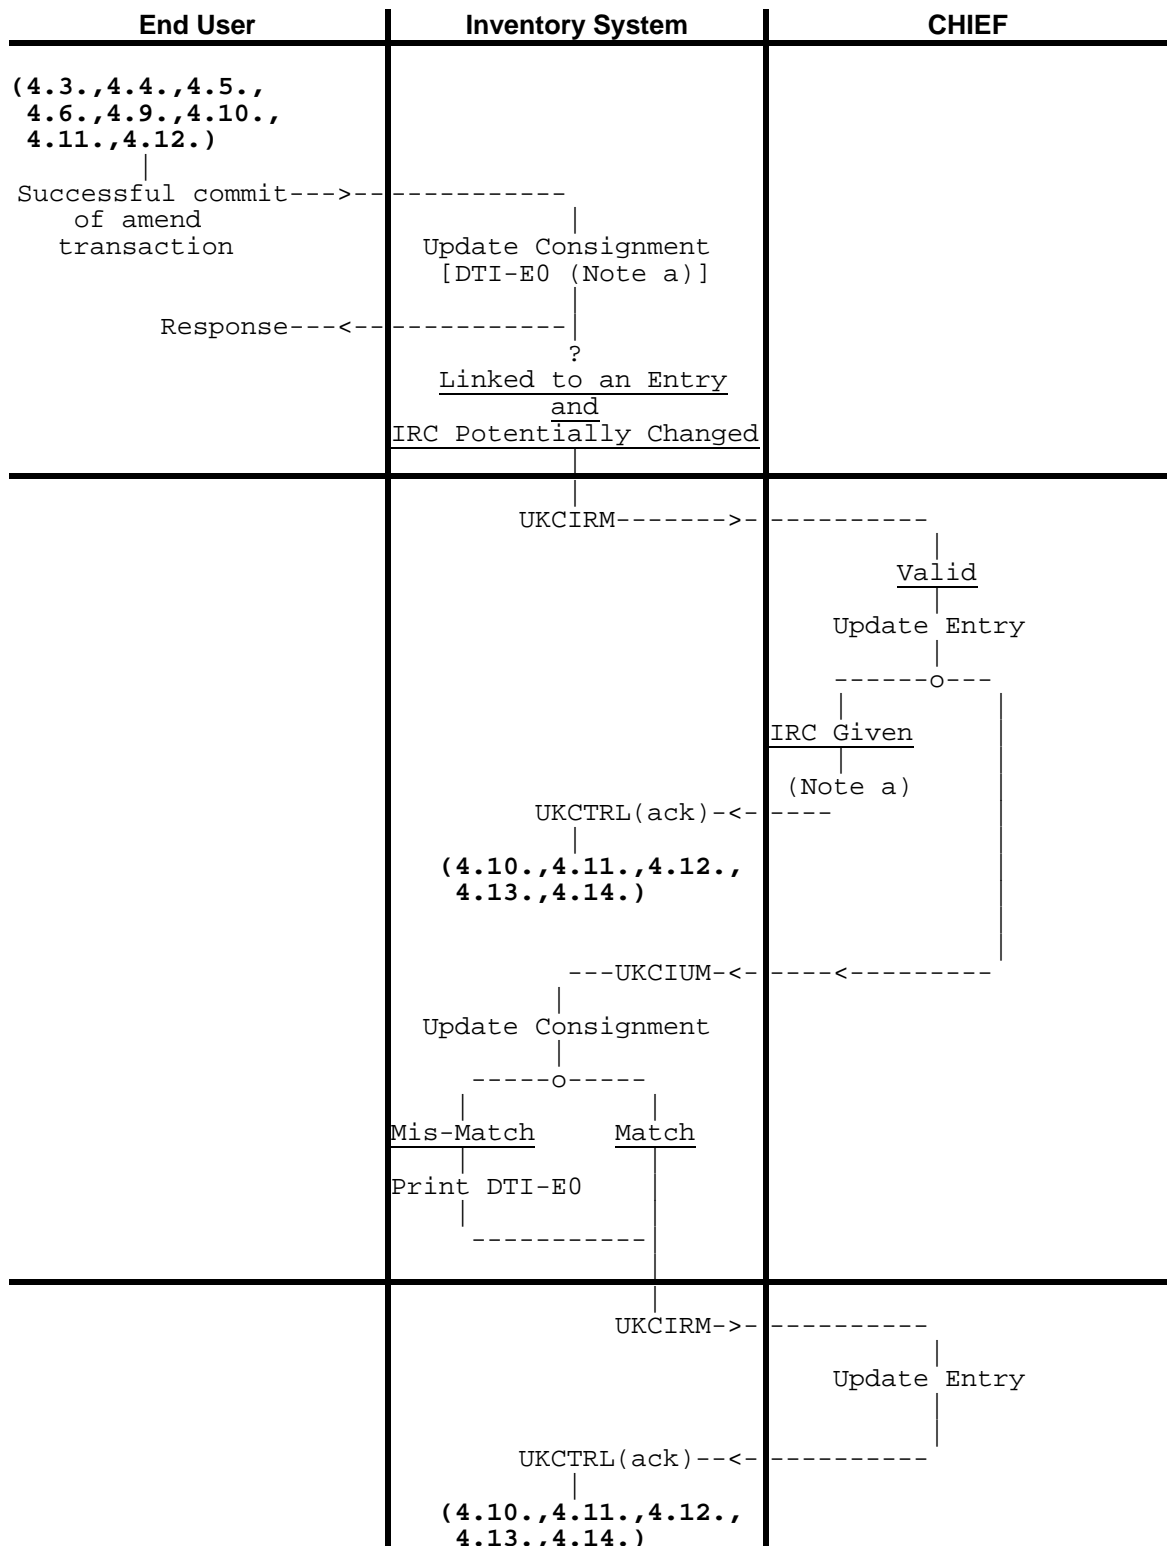 End User Inventory System CHIEF
(4.3.,4.4.,4.5.,
4.6.,4.9.,4.10.,
4.11.,4.12.)
Successful commit--->-- ------------
of amend
transaction
Update Consignment
[DTI-E0 (Note a)]
Response---<-- ------------
?
Linked to an Entry
and
IRC Potentially Changed
UKCIRM------->- ----------
Valid
Update Entry
------o---
IRC Given
(Note a)
UKCTRL(ack)-<- ----
(4.10.,4.11.,4.12.,
4.13.,4.14.)
---UKCIUM-<- ----<---------
Update Consignment
-----o-----
Mis-Match Match
Print DTI-E0
-----------
UKCIRM->- ----------
Update Entry
UKCTRL(ack)--<- ----------
(4.10.,4.11.,4.12.,
4.13.,4.14.)